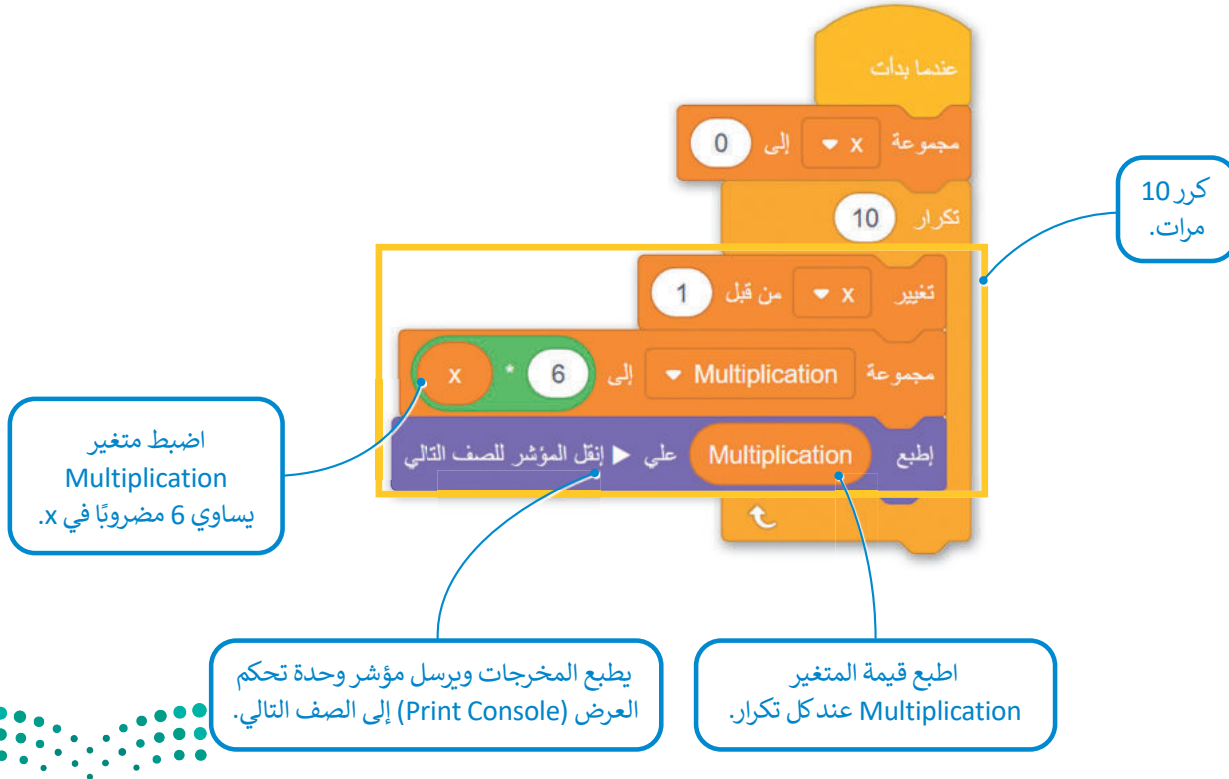 عندما بدأت
مجموعة x إلى 0
تكرار 10
كرر 10
مرات.
تغيير x من قبل 1
مجموعة Multiplication إلى 6 * x
إطبع Multiplication علي إنقل المؤشر للصف التالي
اضبط متغير
Multiplication
يساوي 6 مضروبًا في x.
اطبع قيمة المتغير
Multiplication عند كل تكرار.
يطبع المخرجات ويرسل مؤشر وحدة تحكم
العرض (Print Console) إلى الصف التالي.